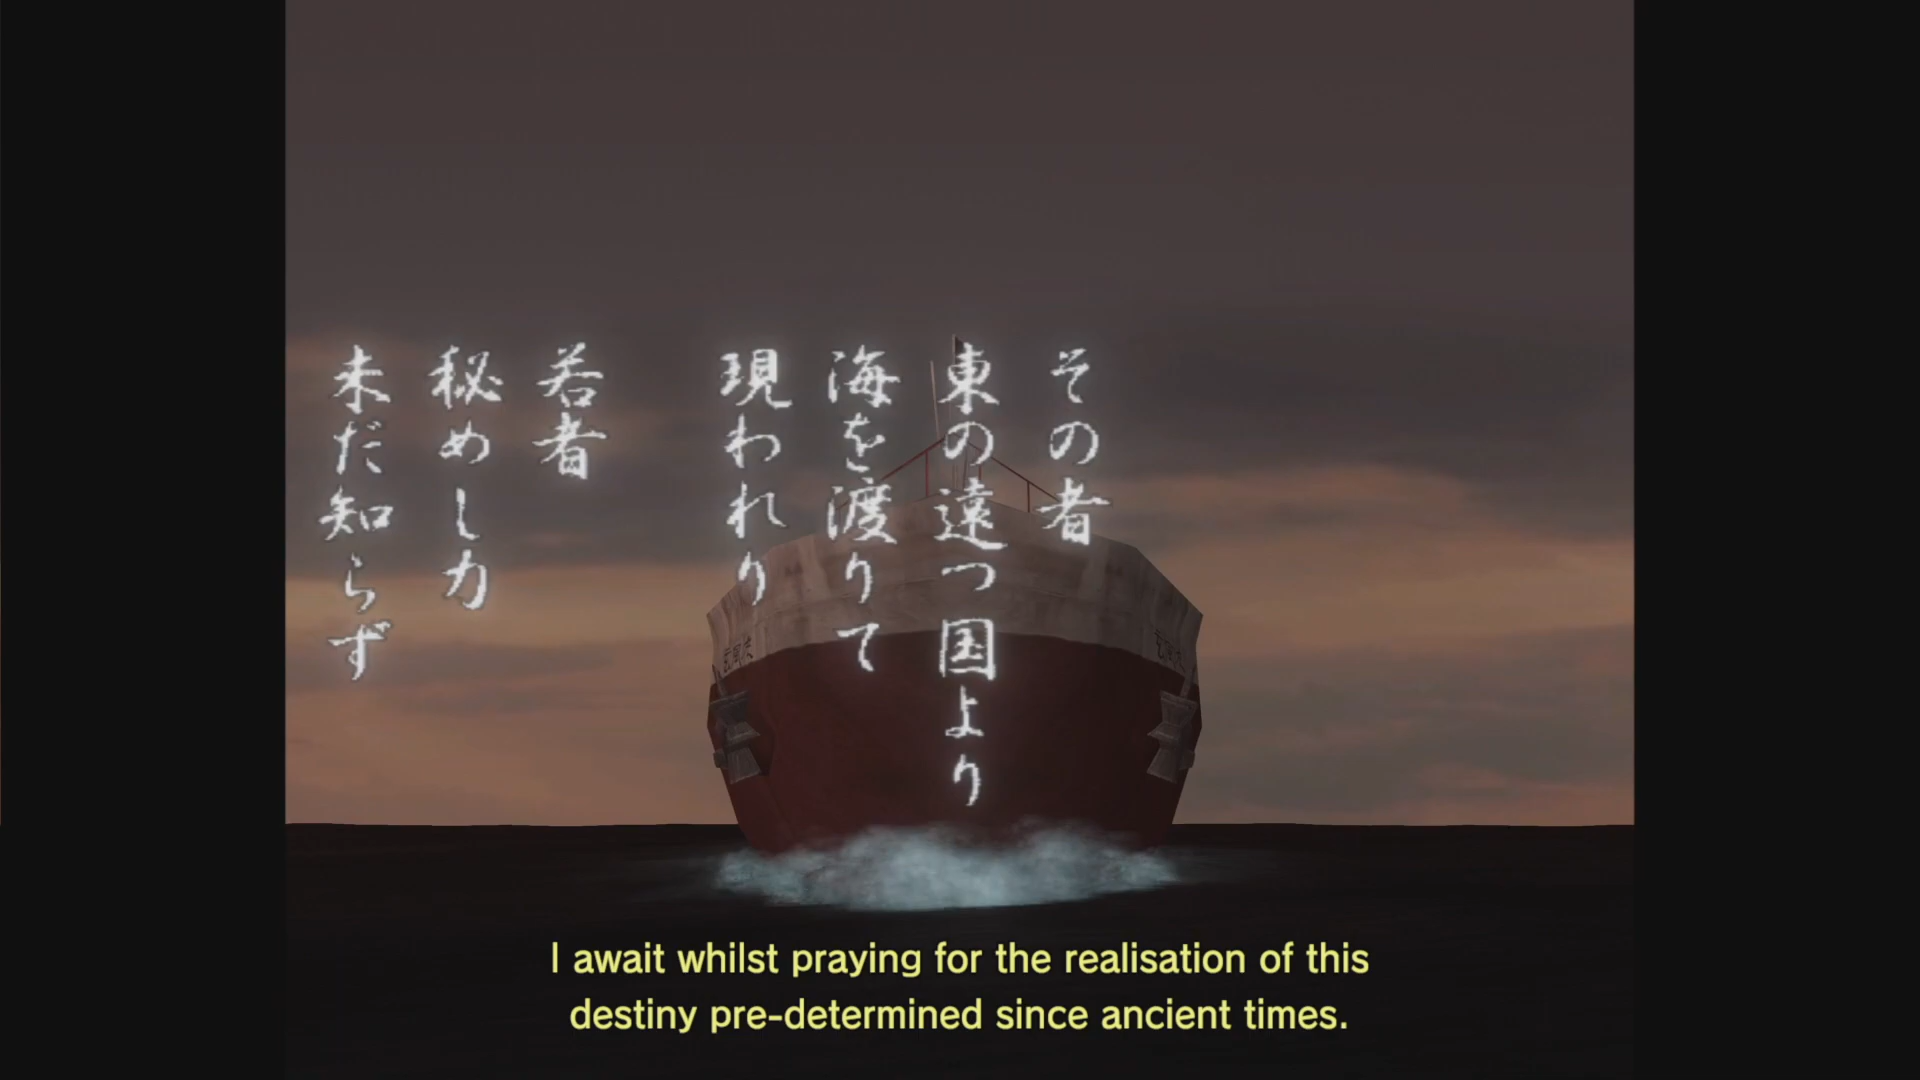 その者
東の遠つ国より
海を渡りて
現われり
若者
秘めし力
未だ知らず
I await whilst praying for the realisation of this
destiny pre-determined since ancient times.